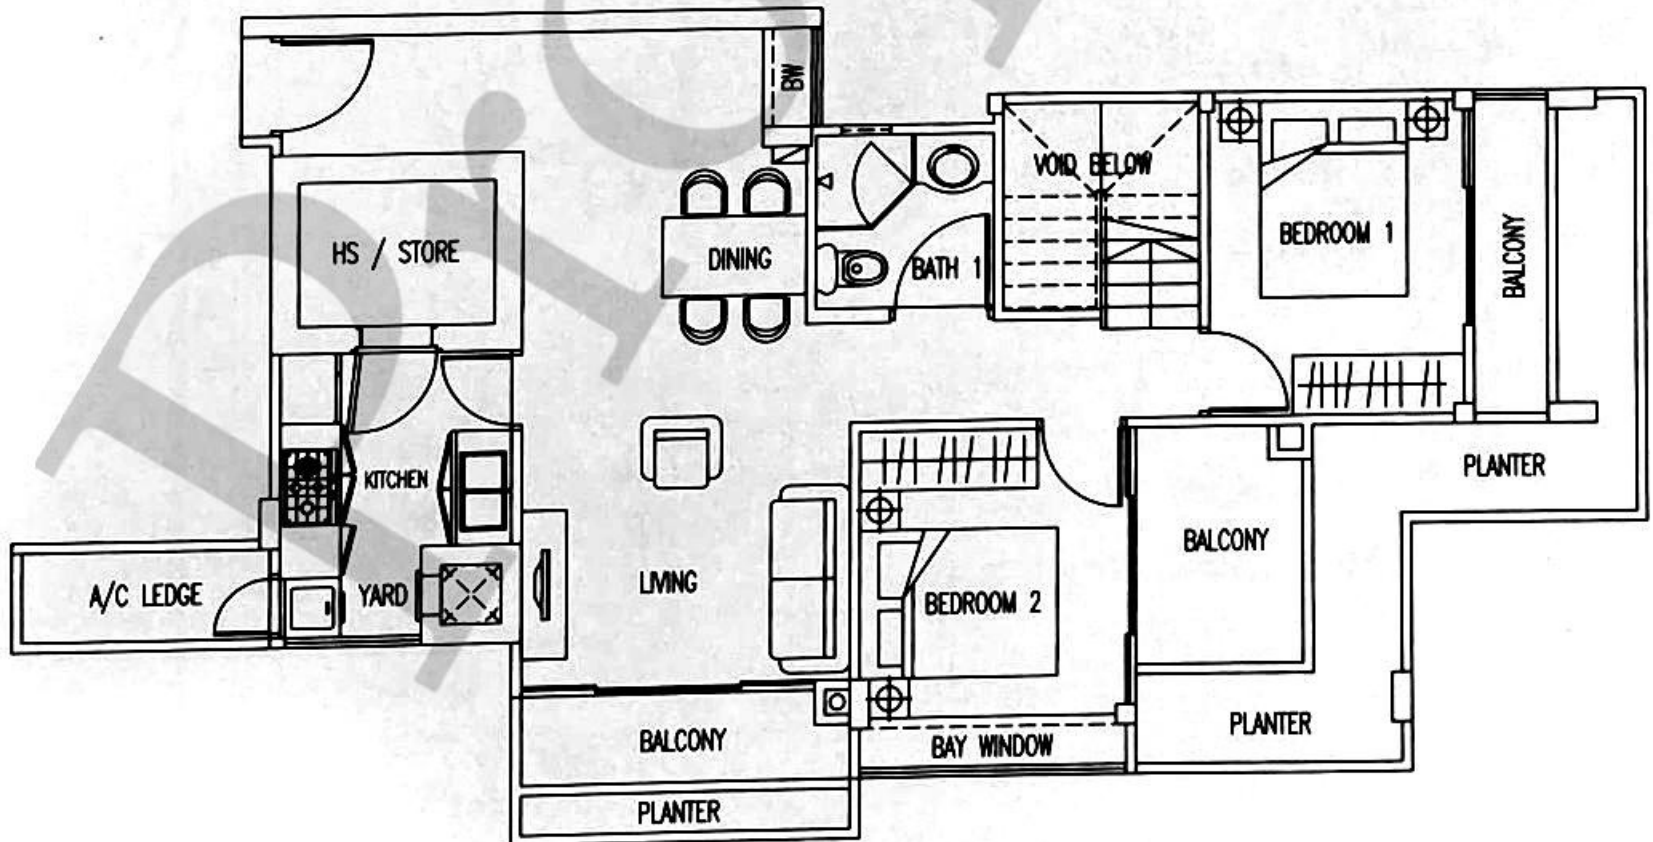 BW
VOID BELOW
HS / STORE
DINING
BATH 1
BEDROOM 1
BALCONY
KITCHEN
PLANTER
A/C LEDGE
YARD
LIVING
BEDROOM 2
BALCONY
BALCONY
BAY WINDOW
PLANTER
PLANTER